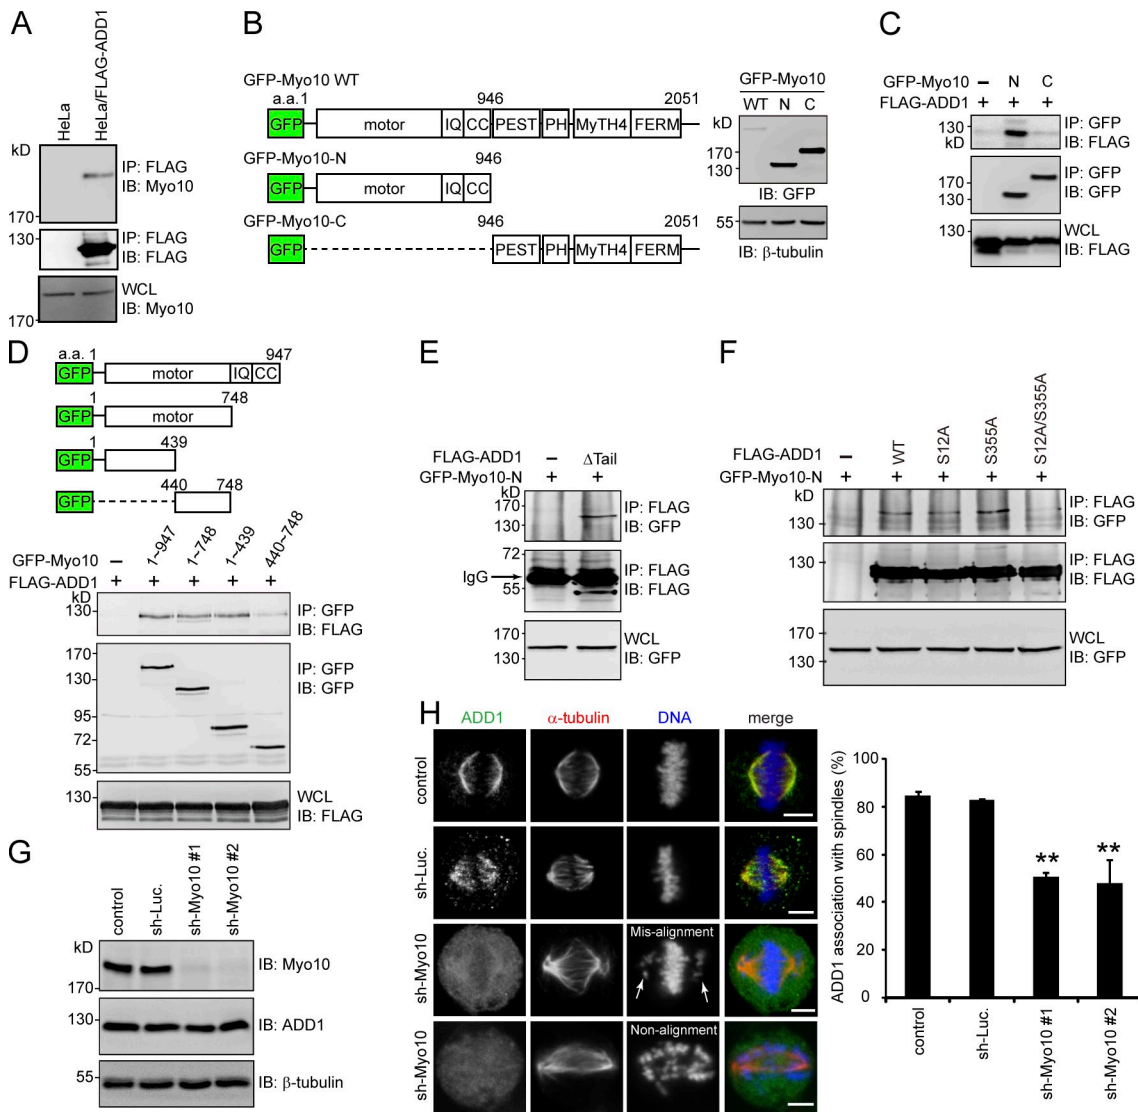 A
HeLa
HeLa/FLAG-ADD1
kD
IP: FLAG
IB: Myo10
170
130
IP: FLAG
IB: FLAG
WCL
IB: Myo10
170
B
GFP-Myo10 WT
a.a.1 946 2051
GFP motor IQ CC PEST PH MyTH4 FERM
GFP-Myo10-N 946
GFP motor IQ CC
GFP-Myo10-C 946 2051
GFP PEST PH MyTH4 FERM
GFP-Myo10
WT N C
kD
170
130
IB: GFP
55
IB: β-tubulin
C
GFP-Myo10 – N C
FLAG-ADD1 + + +
130
kD
IP: GFP
IB: FLAG
170
130
IP: GFP
IB: GFP
130
WCL
IB: FLAG
D
a.a. 1 947
GFP motor IQ CC
1 748
GFP motor
1 439
GFP
440 748
GFP
GFP-Myo10 – 1~947 1~748 1~439 440~748
FLAG-ADD1 + + + + +
kD
130
IP: GFP
IB: FLAG
170
130
95
72
55
IP: GFP
IB: GFP
130
WCL
IB: FLAG
E
FLAG-ADD1 – ΔTail
GFP-Myo10-N + +
kD
170
130
IP: FLAG
IB: GFP
72
IgG
55
IP: FLAG
IB: FLAG
170
130
WCL
IB: GFP
F
FLAG-ADD1 – WT S12A S355A S12A/S355A
GFP-Myo10-N + + + + +
kD
130
IP: FLAG
IB: GFP
130
IP: FLAG
IB: FLAG
170
130
WCL
IB: GFP
G
control
sh-Luc.
sh-Myo10 #1
sh-Myo10 #2
kD
170
IB: Myo10
130
IB: ADD1
55
IB: β-tubulin
H
ADD1 α-tubulin DNA merge
control
sh-Luc.
sh-Myo10
Mis-alignment
sh-Myo10
Non-alignment
ADD1 association with spindles (%)
100
80
60
40
20
0
** **
control
sh-Luc.
sh-Myo10 #1
sh-Myo10 #2